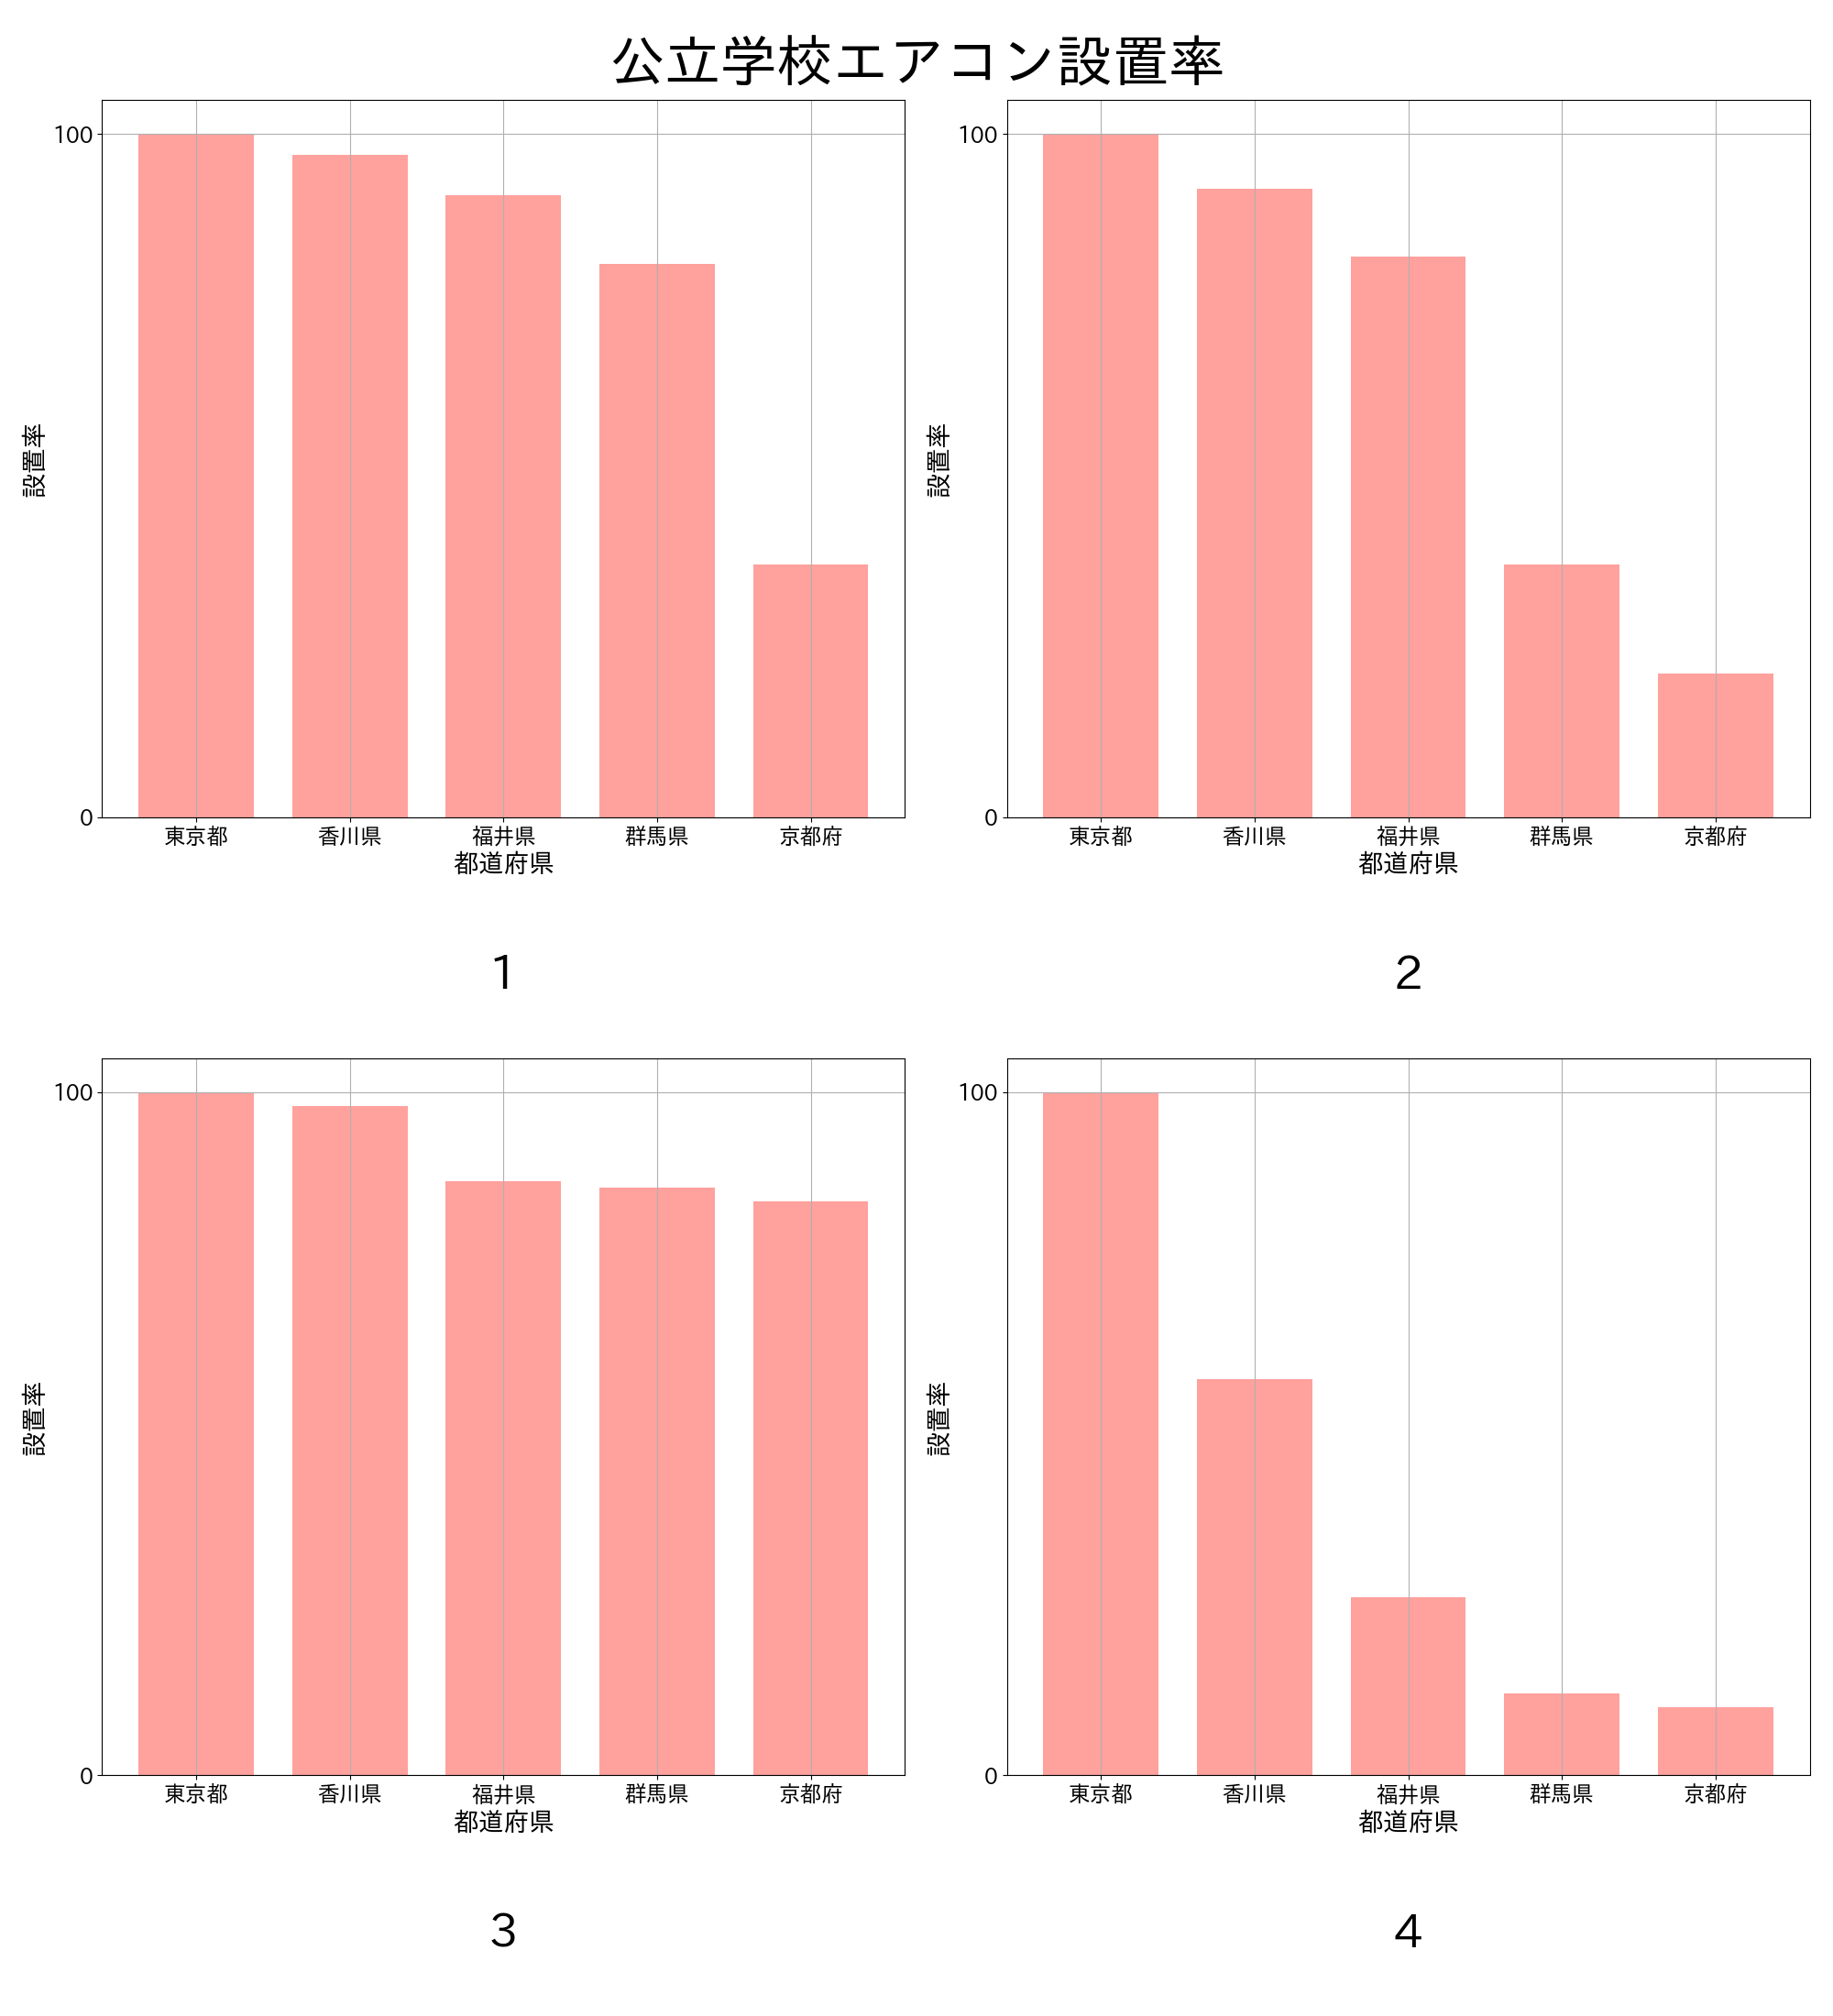 公立学校エアコン設置率
100
0
設置率
東京都 香川県 福井県 群馬県 京都府
都道府県
1
100
0
設置率
東京都 香川県 福井県 群馬県 京都府
都道府県
2
100
0
設置率
東京都 香川県 福井県 群馬県 京都府
都道府県
3
100
0
設置率
東京都 香川県 福井県 群馬県 京都府
都道府県
4